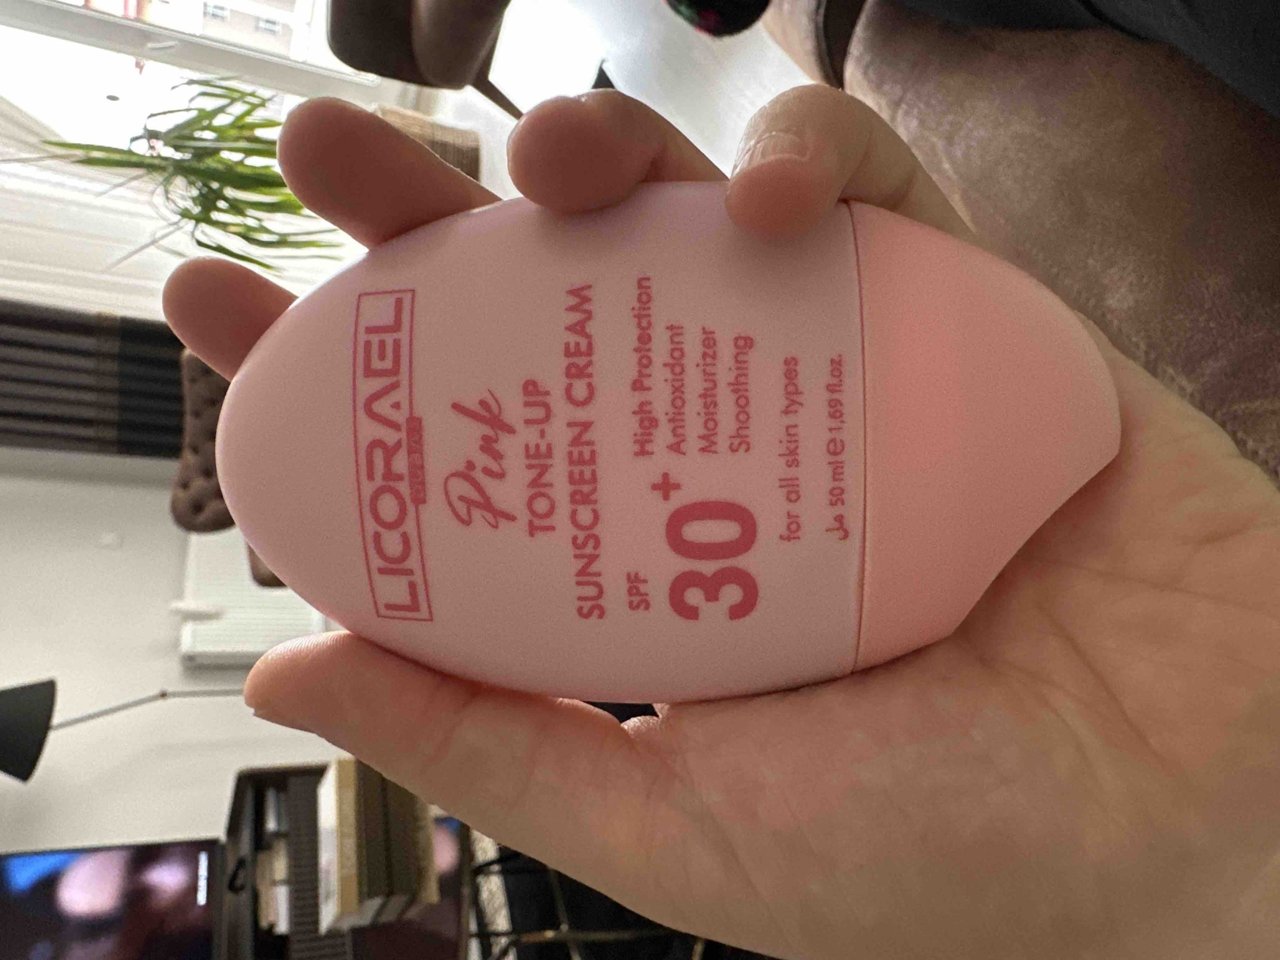 LICORAEL
Pink
TONE-UP
SUNSCREEN CREAM
SPF
30+
High Protection
Antioxidant
Moisturizer
Shoothing
for all skin types
مل 50 ml ℮ 1,69 fl.oz.